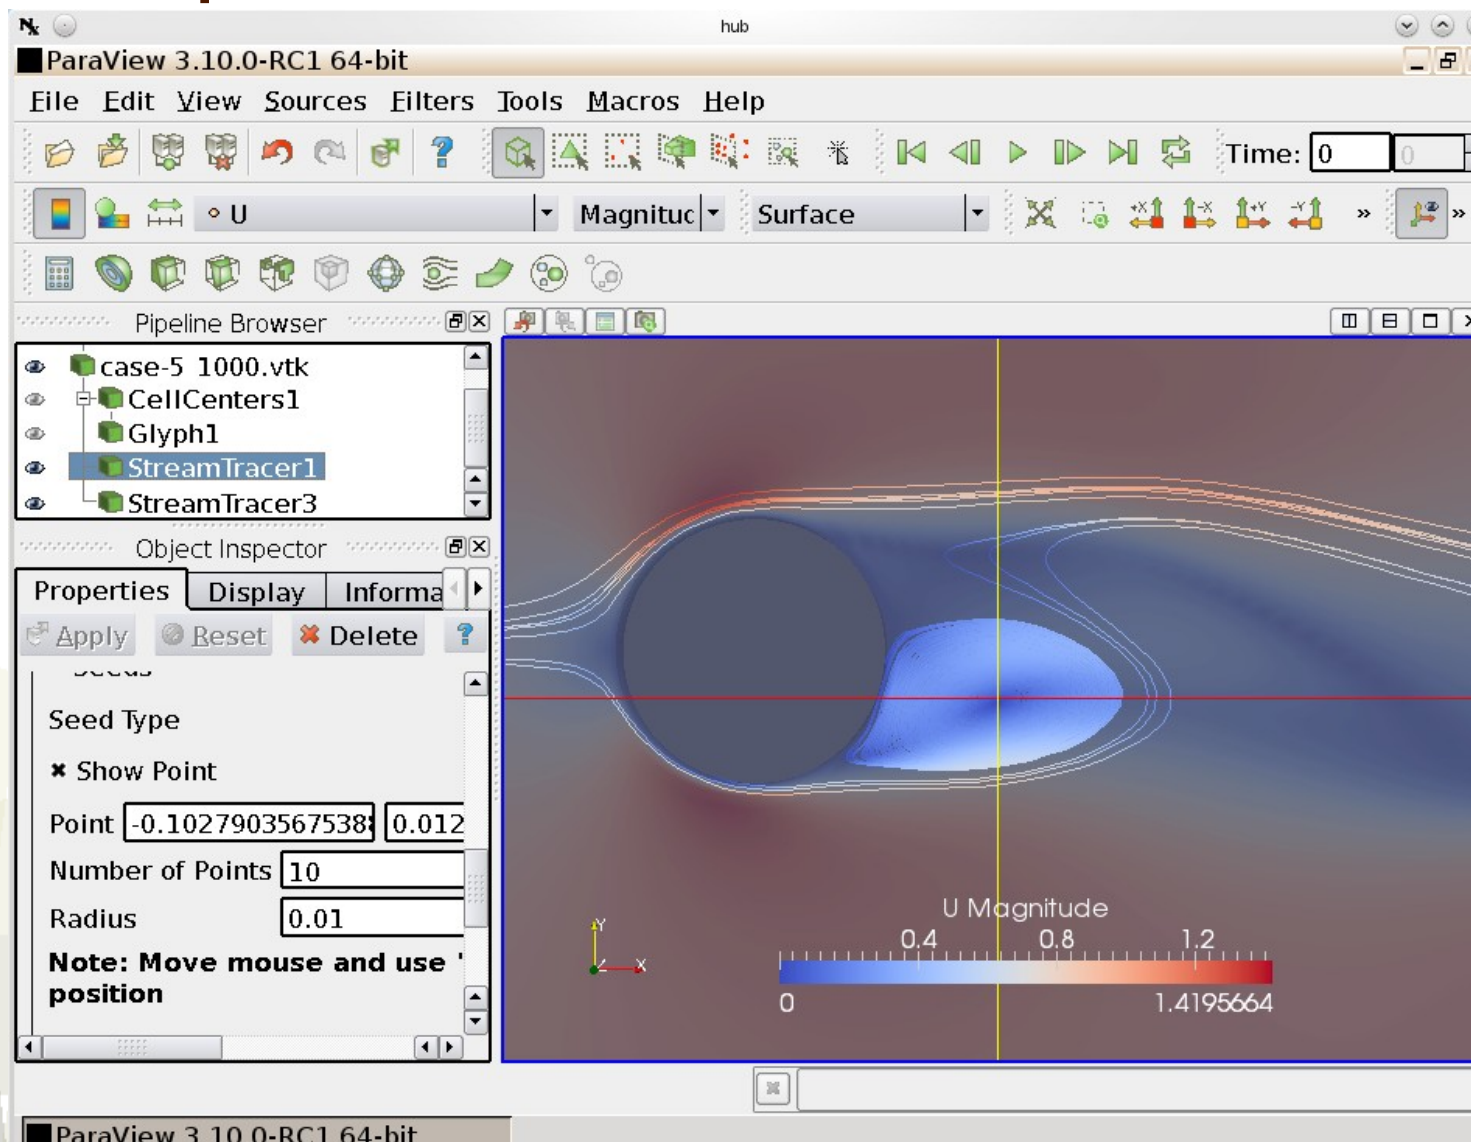 hub
ParaView 3.10.0-RC1 64-bit
File Edit View Sources Filters Tools Macros Help
Time: 0 0
U Magnituc Surface
Pipeline Browser
case-5 1000.vtk
CellCenters1
Glyph1
StreamTracer1
StreamTracer3
Object Inspector
Properties Display Informa
Apply Reset Delete
Seed Type
Show Point
Point 0.012
Number of Points 10
Radius 0.01
Note: Move mouse and use '
position
Y
Z X
U Magnitude
0.4 0.8 1.2
0 1.4195664
ParaView 3.10.0-RC1 64-bit